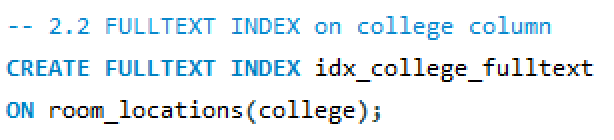 -- 2.2 FULLTEXT INDEX on college column
CREATE FULLTEXT INDEX idx_college_fulltext
ON room_locations(college);